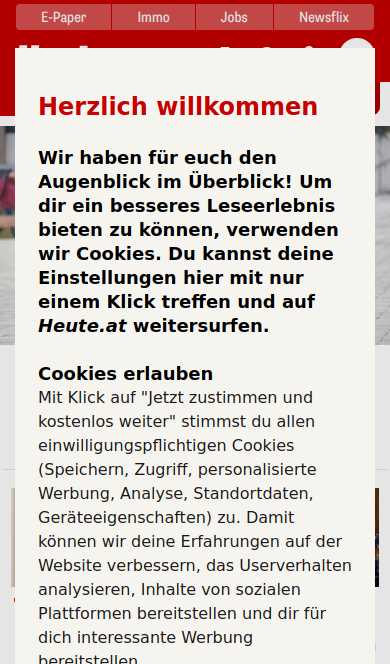 E-Paper Immo Jobs Newsflix
Herzlich willkommen
Wir haben für euch den
Augenblick im Überblick! Um
dir ein besseres Leseerlebnis
bieten zu können, verwenden
wir Cookies. Du kannst deine
Einstellungen hier mit nur
einem Klick treffen und auf
Heute.at weitersurfen.
Cookies erlauben
Mit Klick auf "Jetzt zustimmen und
kostenlos weiter" stimmst du allen
einwilligungspflichtigen Cookies
(Speichern, Zugriff, personalisierte
Werbung, Analyse, Standortdaten,
Geräteeigenschaften) zu. Damit
können wir deine Erfahrungen auf der
Website verbessern, das Userverhalten
analysieren, Inhalte von sozialen
Plattformen bereitstellen und dir für
dich interessante Werbung
bereitstellen